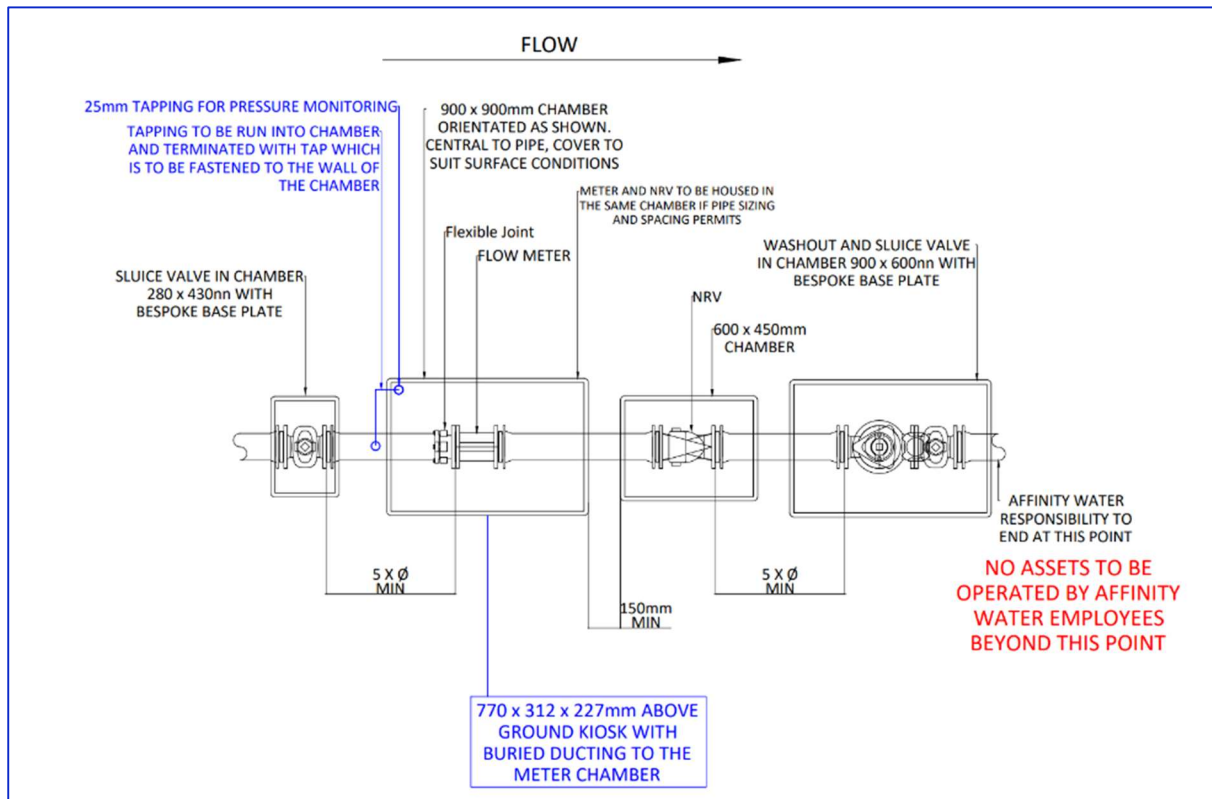 FLOW
25mm TAPPING FOR PRESSURE MONITORING
TAPPING TO BE RUN INTO CHAMBER
AND TERMINATED WITH TAP WHICH
IS TO BE FASTENED TO THE WALL OF
THE CHAMBER
900 x 900mm CHAMBER
ORIENTATED AS SHOWN.
CENTRAL TO PIPE, COVER TO
SUIT SURFACE CONDITIONS
METER AND NRV TO BE HOUSED IN
THE SAME CHAMBER IF PIPE SIZING
AND SPACING PERMITS
Flexible Joint
FLOW METER
SLUICE VALVE IN CHAMBER
280 x 430nn WITH
BESPOKE BASE PLATE
WASHOUT AND SLUICE VALVE
IN CHAMBER 900 x 600nn WITH
BESPOKE BASE PLATE
NRV
600 x 450mm
CHAMBER
AFFINITY WATER
RESPONSIBILITY TO
END AT THIS POINT
NO ASSETS TO BE
OPERATED BY AFFINITY
WATER EMPLOYEES
BEYOND THIS POINT
5 X Ø
MIN
150mm
MIN
5 X Ø
MIN
770 x 312 x 227mm ABOVE
GROUND KIOSK WITH
BURIED DUCTING TO THE
METER CHAMBER